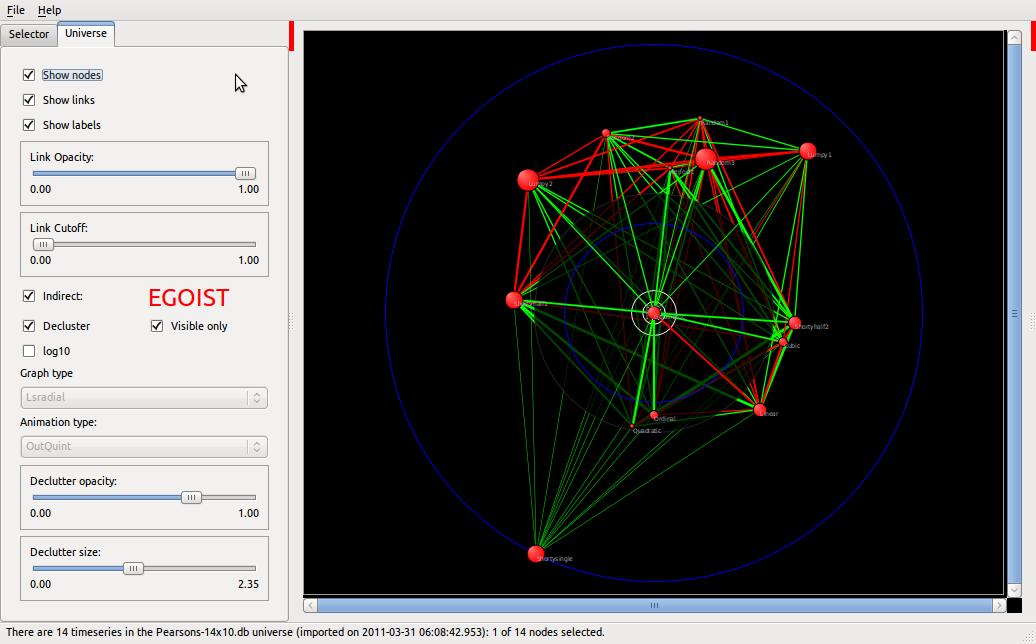 File Help
Selector Universe
Show nodes
Show links
Show labels
Link Opacity:
0.00 1.00
Link Cutoff:
0.00 1.00
Indirect: EGOIST
Decluster Visible only
log10
Graph type
Lsradial
Animation type:
OutQuint
Declutter opacity:
0.00 1.00
Declutter size:
0.00 2.35
Random1
Lumpy1
Random3
Lumpy2
Shortyhalf2
Cubic
Linear
Ordinal
Quadratic
Shortysingle
There are 14 timeseries in the Pearsons-14x10.db universe (imported on 2011-03-31 06:08:42.953): 1 of 14 nodes selected.